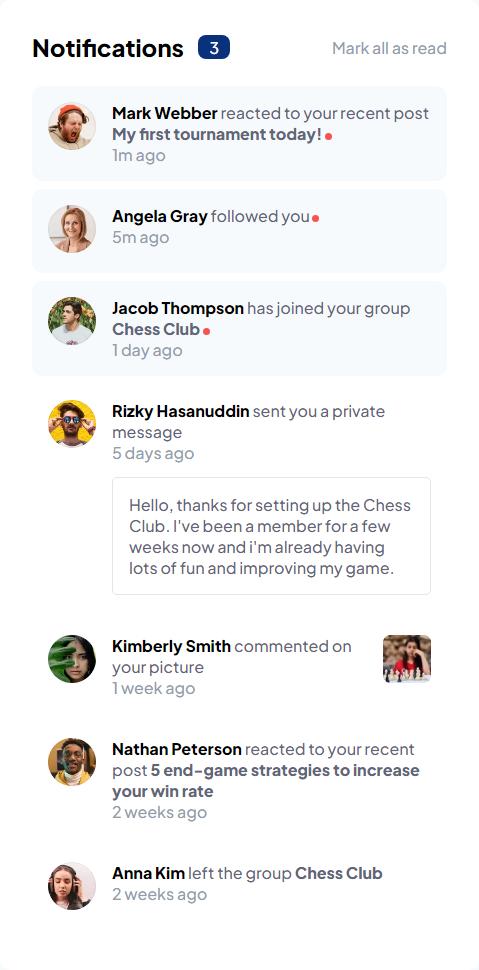 Notifications 3 Mark all as read
Mark Webber reacted to your recent post
My first tournament today!
1m ago
Angela Gray followed you
5m ago
Jacob Thompson has joined your group
Chess Club
1 day ago
Rizky Hasanuddin sent you a private
message
5 days ago
Hello, thanks for setting up the Chess
Club. I've been a member for a few
weeks now and i'm already having
lots of fun and improving my game.
Kimberly Smith commented on
your picture
1 week ago
Nathan Peterson reacted to your recent
post 5 end-game strategies to increase
your win rate
2 weeks ago
Anna Kim left the group Chess Club
2 weeks ago